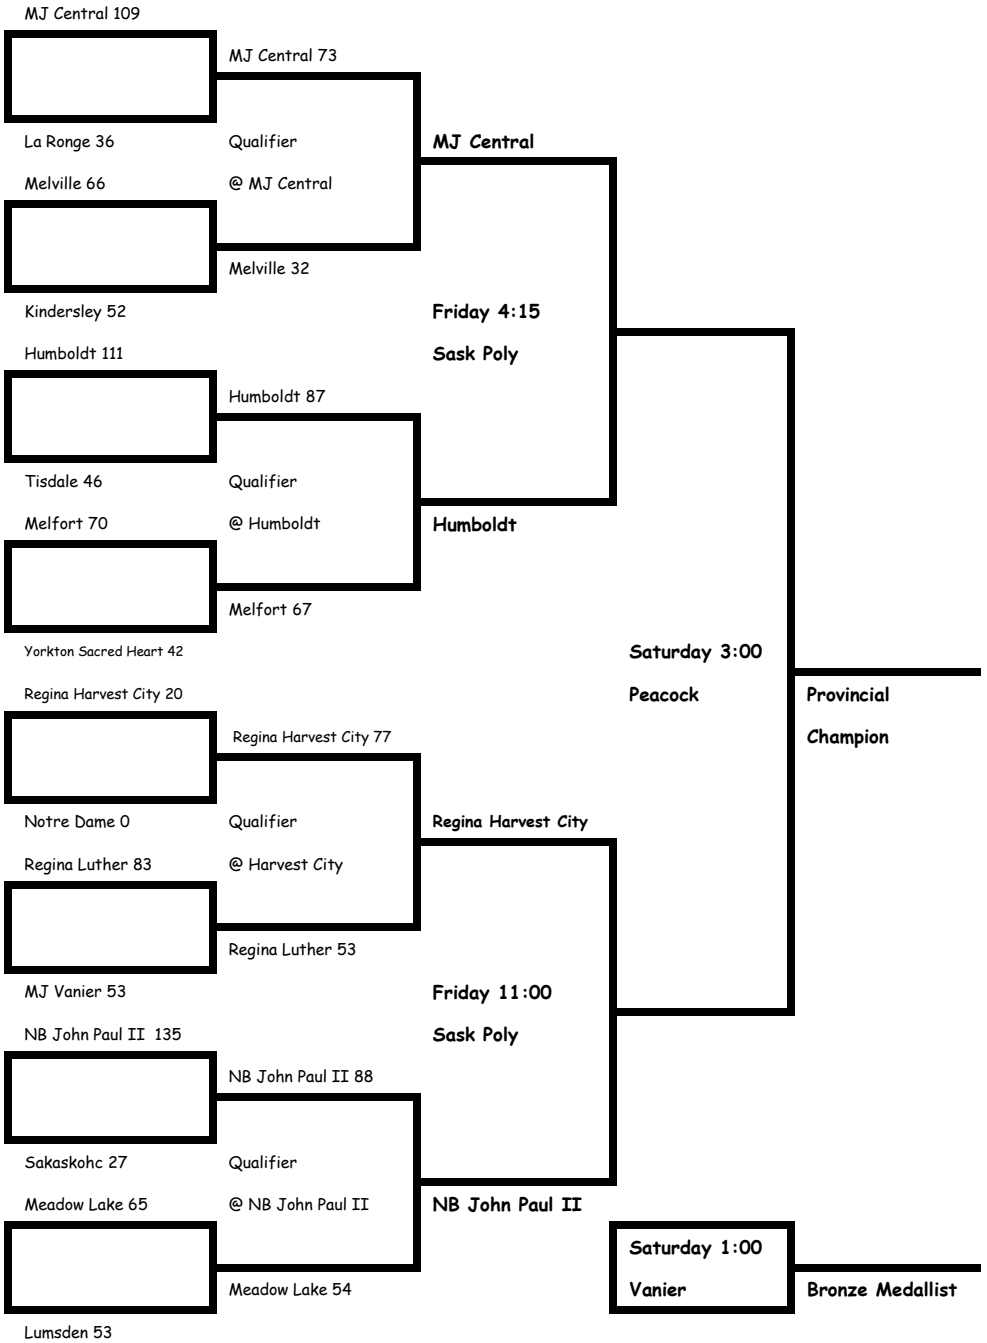 MJ Central 109
MJ Central 73
La Ronge 36
Qualifier
MJ Central
Melville 66
@ MJ Central
Melville 32
Kindersley 52
Friday 4:15
Humboldt 111
Sask Poly
Humboldt 87
Tisdale 46
Qualifier
Melfort 70
@ Humboldt
Humboldt
Melfort 67
Yorkton Sacred Heart 42
Saturday 3:00
Regina Harvest City 20
Peacock
Provincial
Regina Harvest City 77
Champion
Notre Dame 0
Qualifier
Regina Harvest City
Regina Luther 83
@ Harvest City
Regina Luther 53
MJ Vanier 53
Friday 11:00
NB John Paul II 135
Sask Poly
NB John Paul II 88
Sakaskohc 27
Qualifier
Meadow Lake 65
@ NB John Paul II
NB John Paul II
Saturday 1:00
Meadow Lake 54
Vanier
Bronze Medallist
Lumsden 53